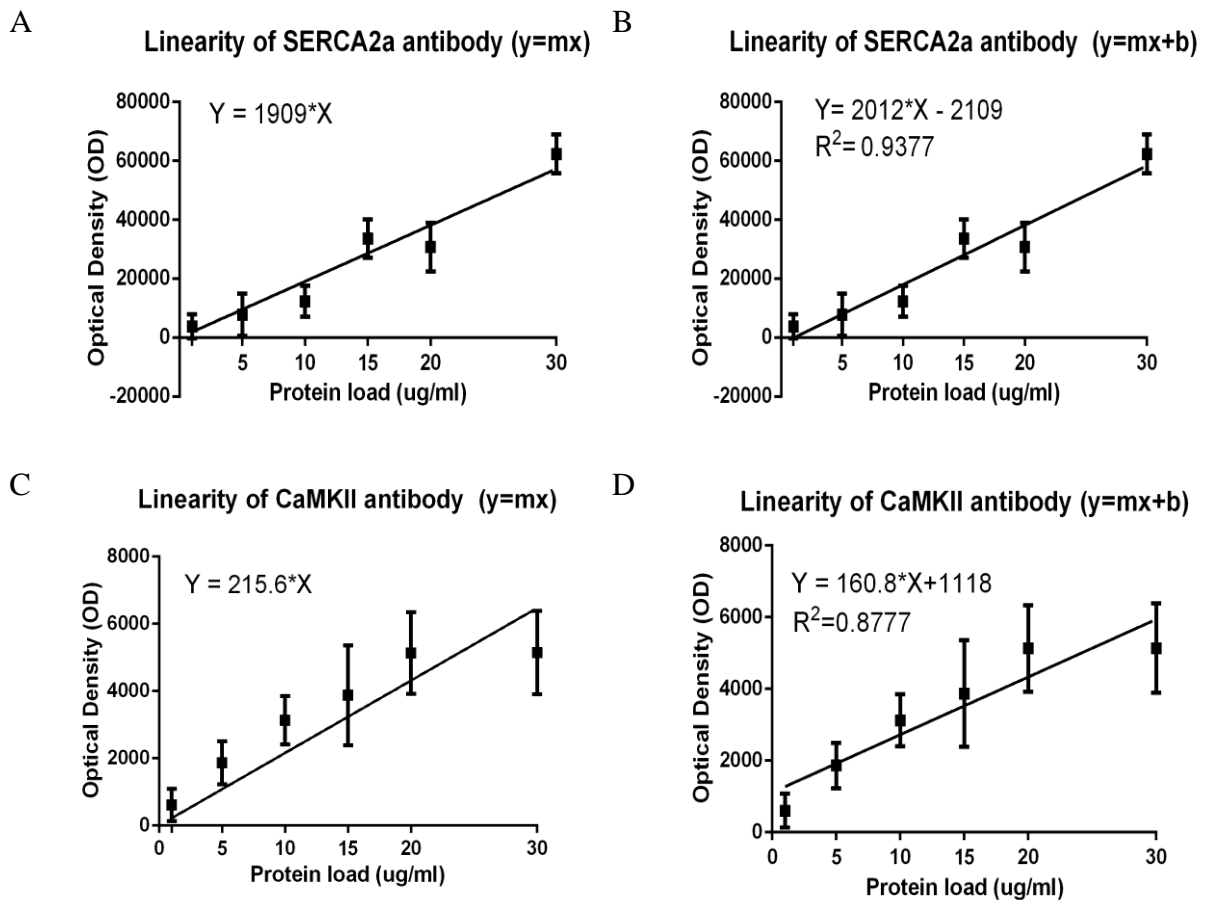 A
Linearity of SERCA2a antibody (y=mx)
Y = 1909*X
Optical Density (OD)
80000
60000
40000
20000
0
-20000
5 10 15 20 30
Protein load (ug/ml)
B
Linearity of SERCA2a antibody (y=mx+b)
Y= 2012*X - 2109
R²= 0.9377
Optical Density (OD)
80000
60000
40000
20000
0
-20000
5 10 15 20 30
Protein load (ug/ml)
C
Linearity of CaMKII antibody (y=mx)
Y = 215.6*X
Optical Density (OD)
8000
6000
4000
2000
0
0 5 10 15 20 30
Protein load (ug/ml)
D
Linearity of CaMKII antibody (y=mx+b)
Y = 160.8*X+1118
R²=0.8777
Optical Density (OD)
8000
6000
4000
2000
0
0 5 10 15 20 30
Protein load (ug/ml)